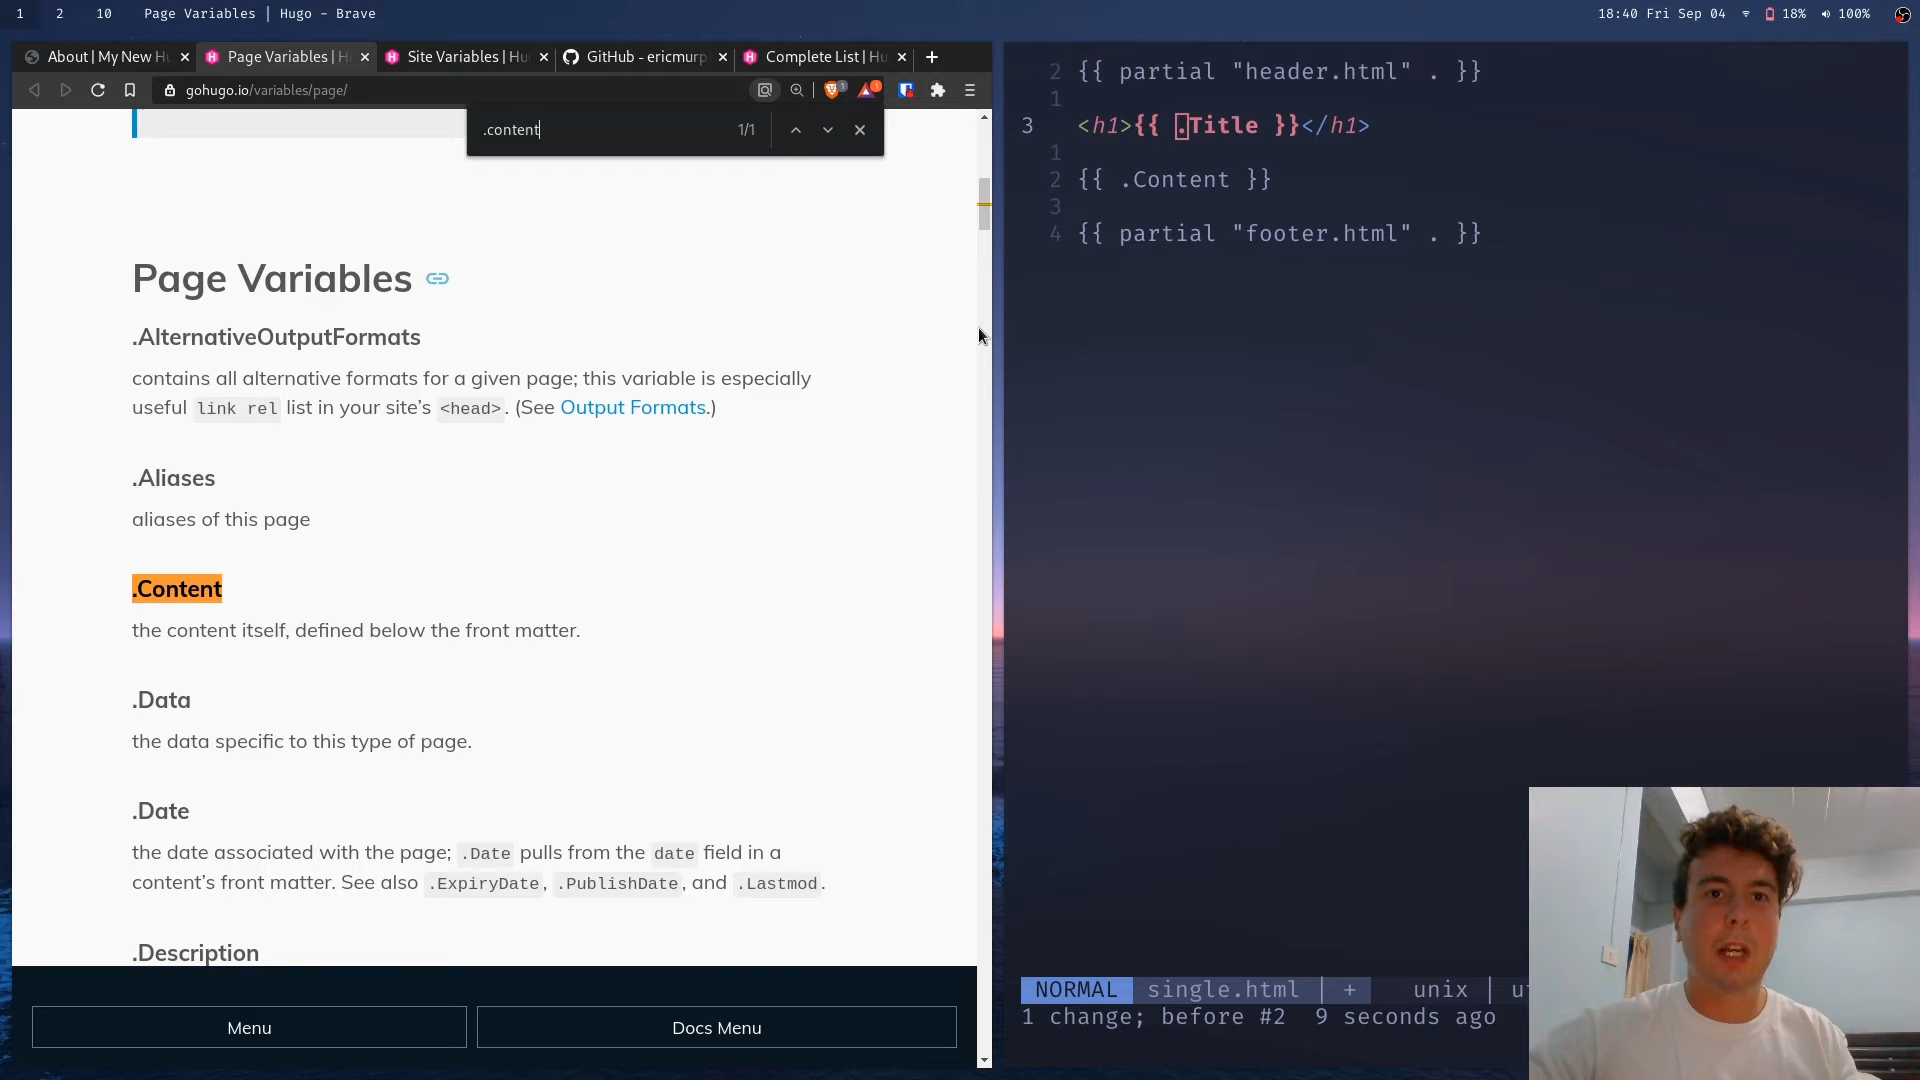 1 2 10 Page Variables | Hugo - Brave 18:40 Fri Sep 04 18% 100%
About | My New H Page Variables | H Site Variables | Hu GitHub - ericmurp Complete List | Hu
gohugo.io/variables/page/ 1 1
.content 1/1
Page Variables
.AlternativeOutputFormats
contains all alternative formats for a given page; this variable is especially
useful link rel list in your site's <head>. (See Output Formats.)
.Aliases
aliases of this page
.Content
the content itself, defined below the front matter.
.Data
the data specific to this type of page.
.Date
the date associated with the page; .Date pulls from the date field in a
content's front matter. See also .ExpiryDate, .PublishDate, and .Lastmod.
.Description
Menu Docs Menu
2 {{ partial "header.html" . }}
1
3 <h1>{{ .Title }}</h1>
1
2 {{ .Content }}
3
4 {{ partial "footer.html" . }}
NORMAL single.html | + unix | u
1 change; before #2 9 seconds ago